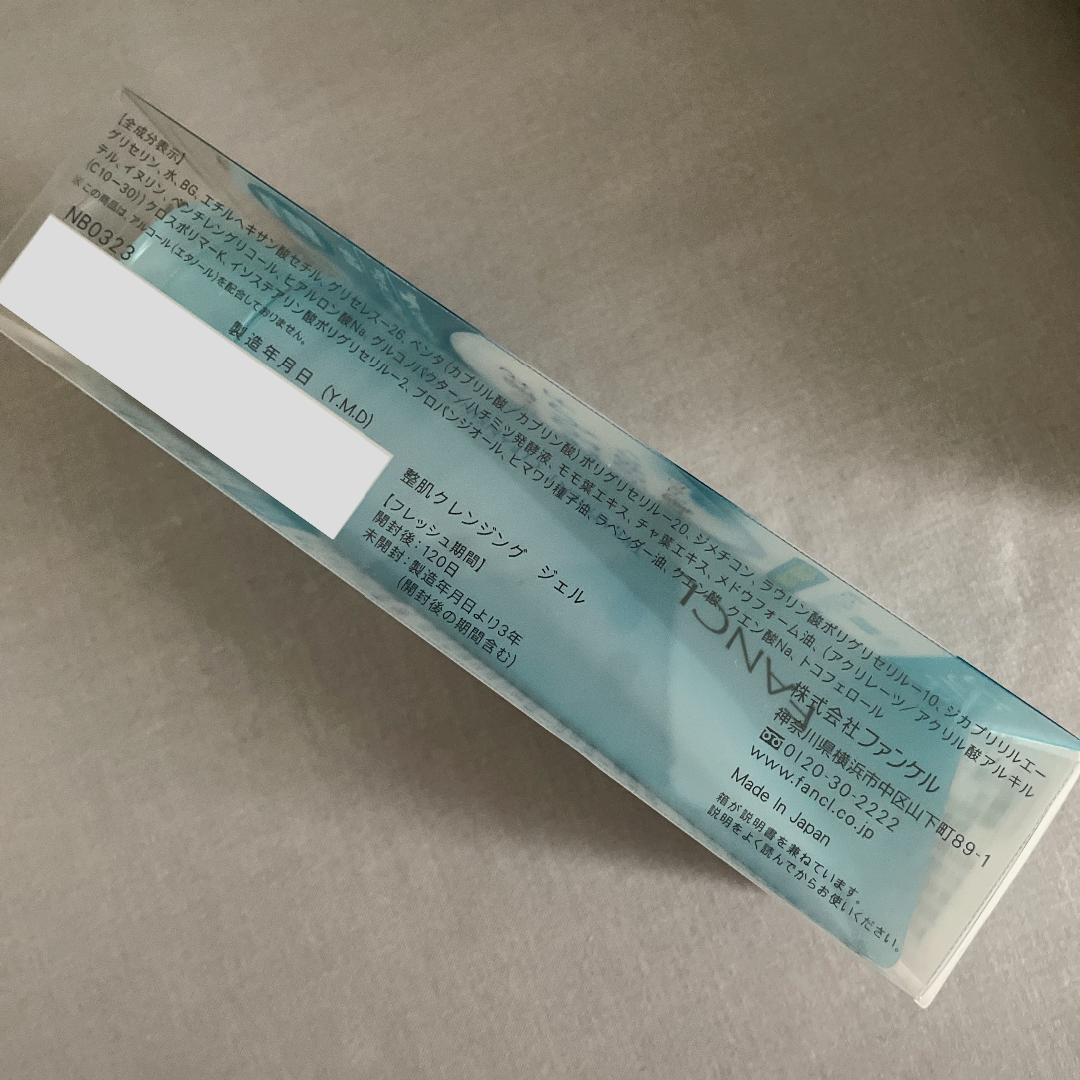 【全成分表示】
グリセリン、水、BG、エチルヘキサン酸セチル、グリセレス－26、ペンタ(カプリル酸／カプリン酸)ポリグリセリル－20、ジメチコン、ラウリン酸ポリグリセリル－10、ジカプリリルエー
テル、イヌリン、ペンチレングリコール、ヒアルロン酸Na、グルコノバクター／ハチミツ発酵液、モモ葉エキス、チャ葉エキス、メドウフォーム油、(アクリレーツ／アクリル酸アルキル
(C10－30))クロスポリマーK、イソステアリン酸ポリグリセリル－2、プロパンジオール、ヒマワリ種子油、ラベンダー油、クエン酸、クエン酸Na、トコフェロール
※この商品は、アルコール(エタノール)を配合しておりません。
NB0323
製造年月日 (Y.M.D)
整肌クレンジング ジェル
【フレッシュ期間】
開封後：120日
未開封：製造年月日より3年
(開封後の期間含む)
株式会社ファンケル
神奈川県横浜市中区山下町89-1
0120-30-2222
www.fancl.co.jp
Made In Japan
箱が説明書を兼ねています。
説明をよく読んでからお使いください。
FANCL